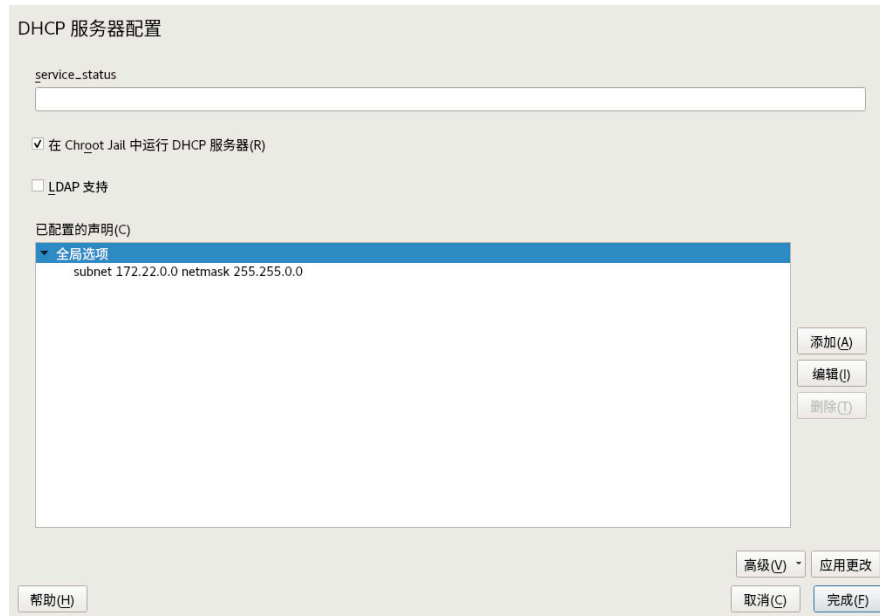 DHCP 服务器配置
service_status
在 Chroot Jail 中运行 DHCP 服务器(R)
LDAP 支持
已配置的声明(C)
全局选项
subnet 172.22.0.0 netmask 255.255.0.0
添加(A)
编辑(I)
删除(T)
高级(V)
应用更改
帮助(H)
取消(C)
完成(F)